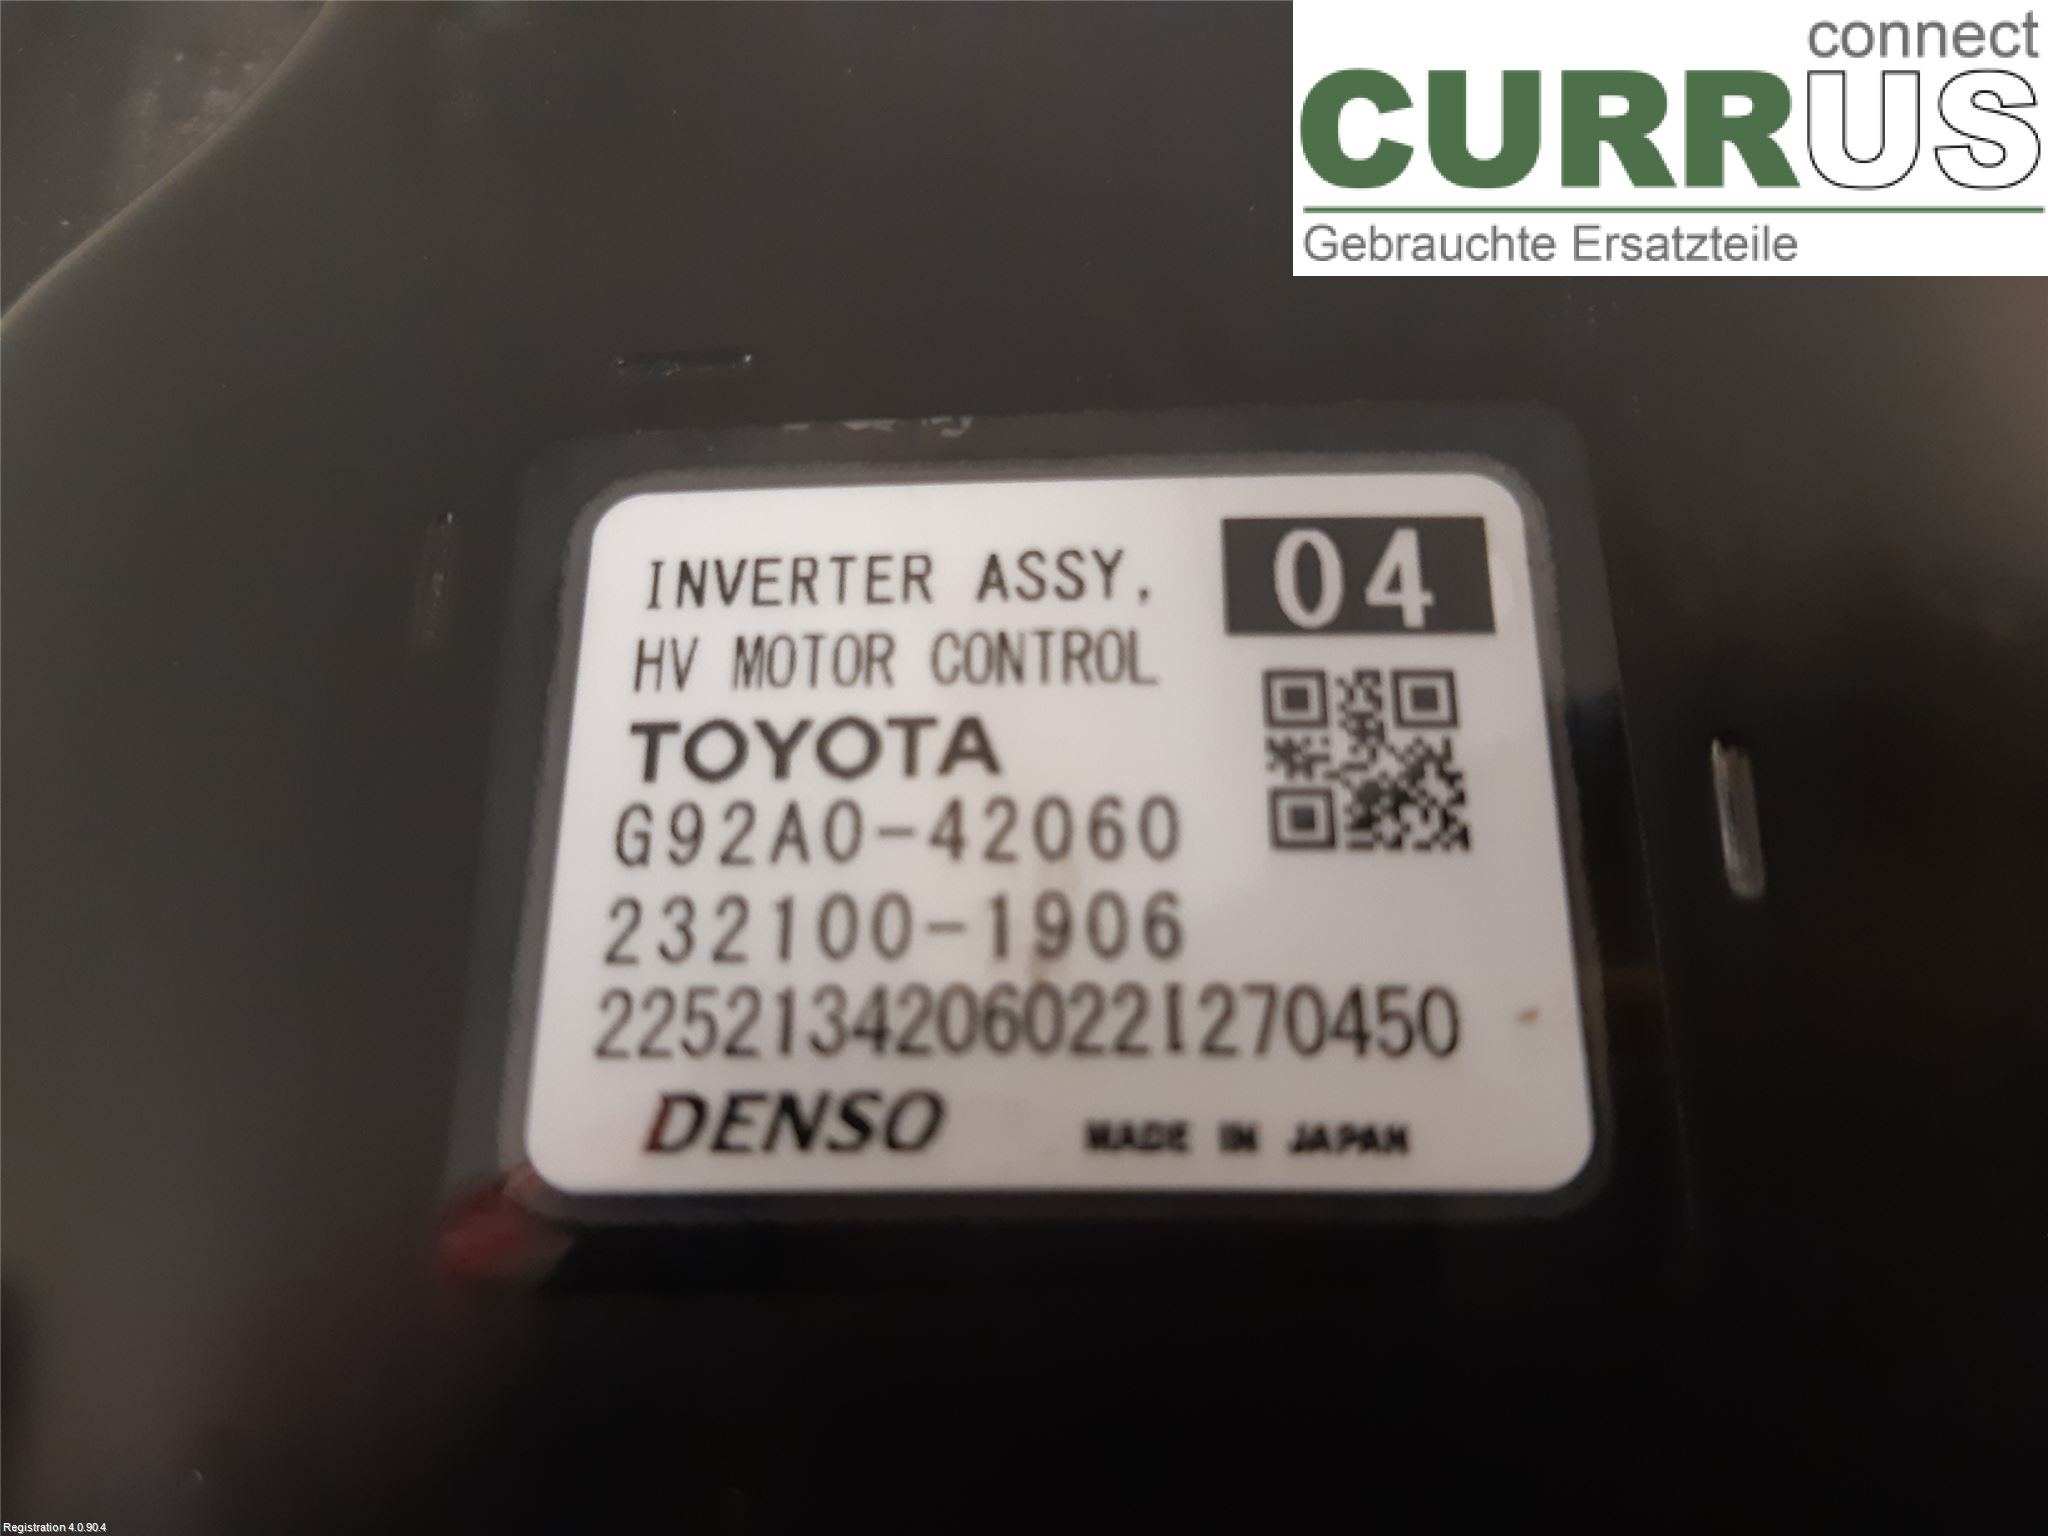 connect
CURRUS
Gebrauchte Ersatzteile
INVERTER ASSY,
04
HV MOTOR CONTROL
TOYOTA
G92A0-42060
232100-1906
22521342060221270450
DENSO
MADE IN JAPAN
Registration 4.0.90.4